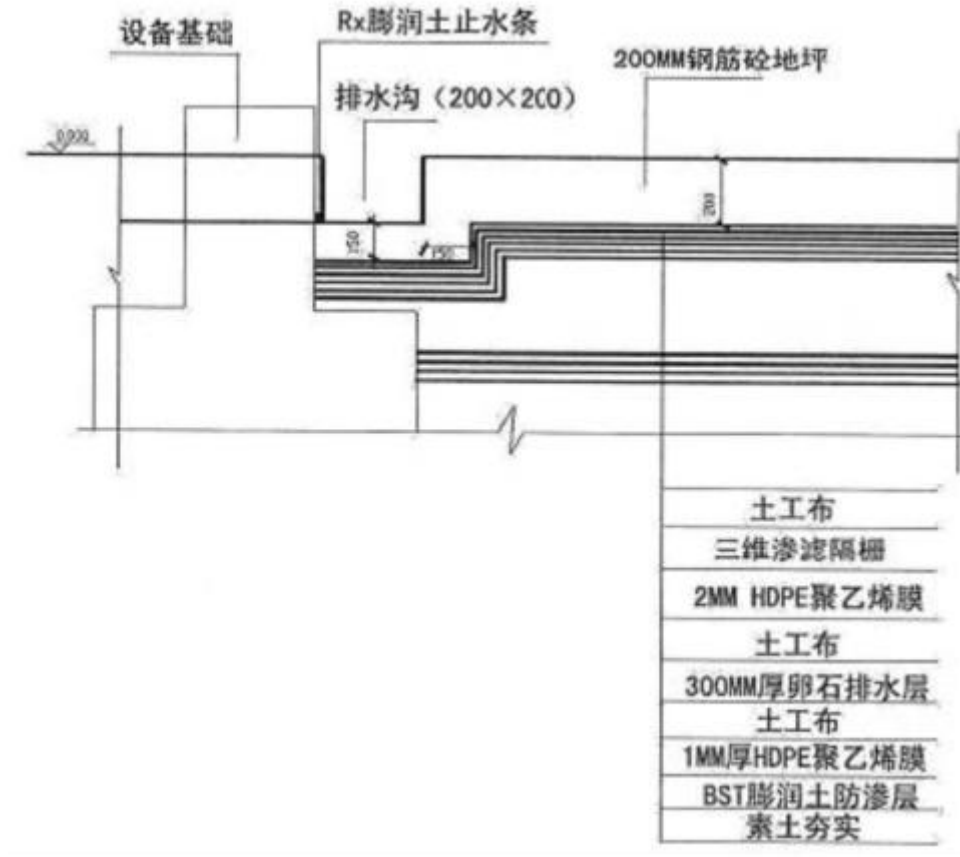 设备基础
Rx膨润土止水条
200MM钢筋砼地坪
排水沟（200×200）
0.000
200
150
150
土工布
三维渗滤隔栅
2MM HDPE聚乙烯膜
土工布
300MM厚卵石排水层
土工布
1MM厚HDPE聚乙烯膜
BST膨润土防渗层
素土夯实